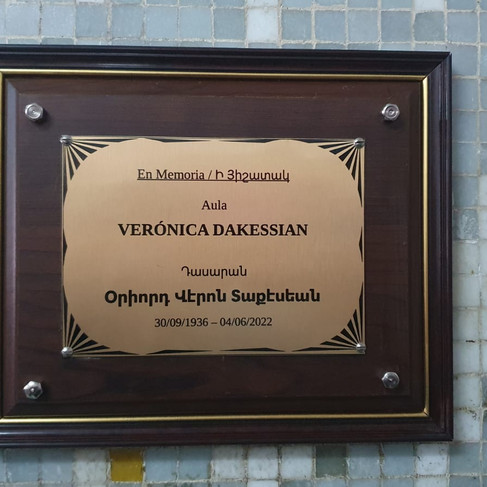 En Memoria / Ի Յիշատակ
Aula
VERÓNICA DAKESSIAN
Դասարան
Օրիորդ Վէրոն Տաքէսեան
30/09/1936 – 04/06/2022